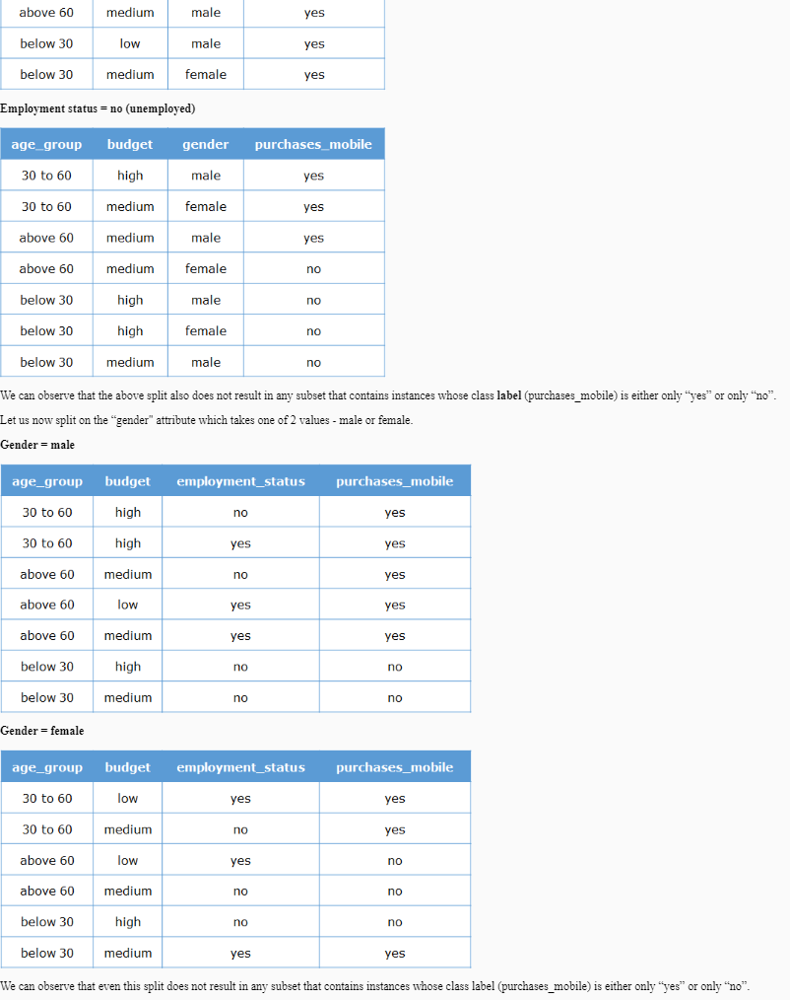 above 60 medium male yes
below 30 low male yes
below 30 medium female yes
Employment status = no (unemployed)
age_group budget gender purchases_mobile
30 to 60 high male yes
30 to 60 medium female yes
above 60 medium male yes
above 60 medium female no
below 30 high male no
below 30 high female no
below 30 medium male no
We can observe that the above split also does not result in any subset that contains instances whose class label (purchases_mobile) is either only “yes” or only “no”.
Let us now split on the “gender” attribute which takes one of 2 values - male or female.
Gender = male
age_group budget employment_status purchases_mobile
30 to 60 high no yes
30 to 60 high yes yes
above 60 medium no yes
above 60 low yes yes
above 60 medium yes yes
below 30 high no no
below 30 medium no no
Gender = female
age_group budget employment_status purchases_mobile
30 to 60 low yes yes
30 to 60 medium no yes
above 60 low yes no
above 60 medium no no
below 30 high no no
below 30 medium yes yes
We can observe that even this split does not result in any subset that contains instances whose class label (purchases_mobile) is either only “yes” or only “no”.